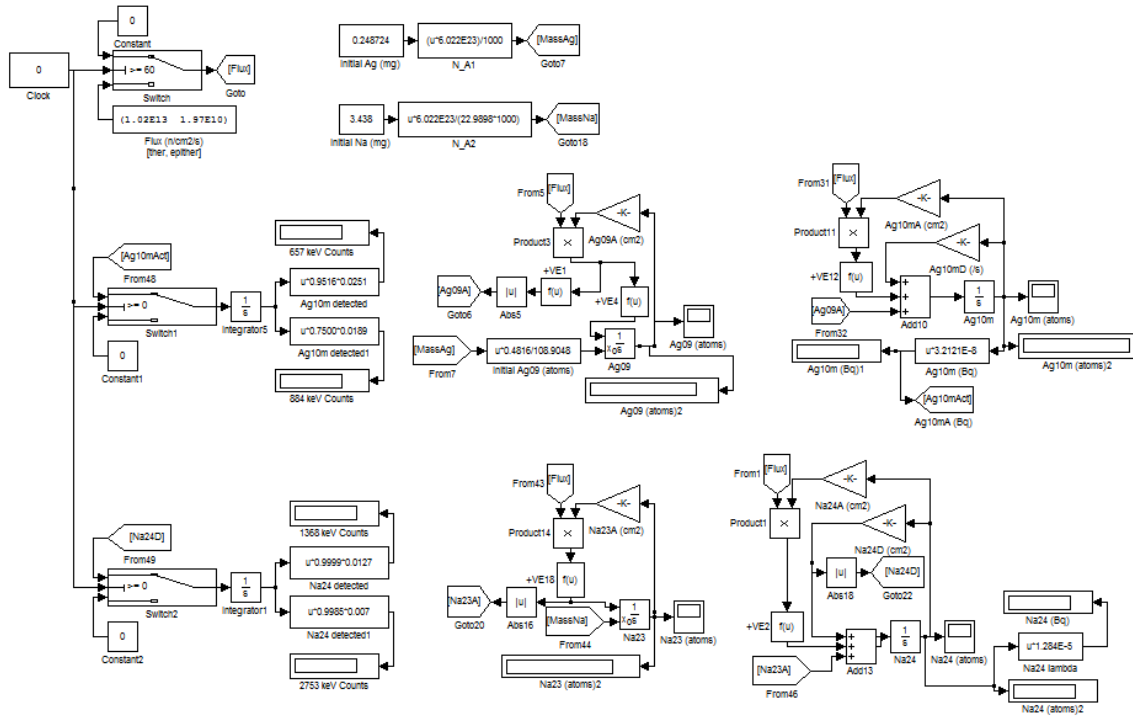 0
Constant
0
Clock
>= 60
Switch
[Flux]
Goto
(1.02E13 1.97E10)
Flux (n/cm2/s)
[ther, epither]
0.248724
Initial Ag (mg)
(u*6.022E23)/1000
N_A1
[MassAg]
Goto7
3.438
Initial Na (mg)
u*6.022E23/(22.9898*1000)
N_A2
[MassNa]
Goto18
[Ag10mAct]
From48
>= 0
Switch1
0
Constant1
1
s
Integrator5
657 keV Counts
u*0.9516*0.0251
Ag10m detected
u*0.7500*0.0189
Ag10m detected1
884 keV Counts
From5
[Flux]
-K-
Ag09A (cm2)
Product3
×
+VE1
f(u)
+VE4
f(u)
|u|
Abs5
[Ag09A]
Goto6
[MassAg]
From7
u*0.4816/108.9048
Initial Ag09 (atoms)
xo
1
s
Ag09
Ag09 (atoms)
Ag09 (atoms)2
From31
[Flux]
-K-
Ag10mA (cm2)
Product11
×
-K-
Ag10mD (/s)
+VE12
f(u)
[Ag09A]
From32
+
+
+
Add10
1
s
Ag10m
Ag10m (atoms)
Ag10m (Bq)1
u*3.2121E-8
Ag10m (Bq)
Ag10m (atoms)2
[Ag10mAct]
Ag10mA (Bq)
[Na24D]
From49
>= 0
Switch2
0
Constant2
1
s
Integrator1
1368 keV Counts
u*0.9999*0.0127
Na24 detected
u*0.9985*0.007
Na24 detected1
2753 keV Counts
From43
[Flux]
-K-
Na23A (cm2)
Product14
×
+VE18
f(u)
[Na23A]
Goto20
|u|
Abs16
[MassNa]
From44
xo
1
s
Na23
Na23 (atoms)
Na23 (atoms)2
From1
[Flux]
-K-
Na24A (cm2)
Product1
×
-K-
Na24D (cm2)
|u|
Abs18
[Na24D]
Goto22
+VE2
f(u)
[Na23A]
From46
+
+
+
Add13
1
s
Na24
Na24 (atoms)
Na24 (Bq)
u*1.284E-5
Na24 lambda
Na24 (atoms)2